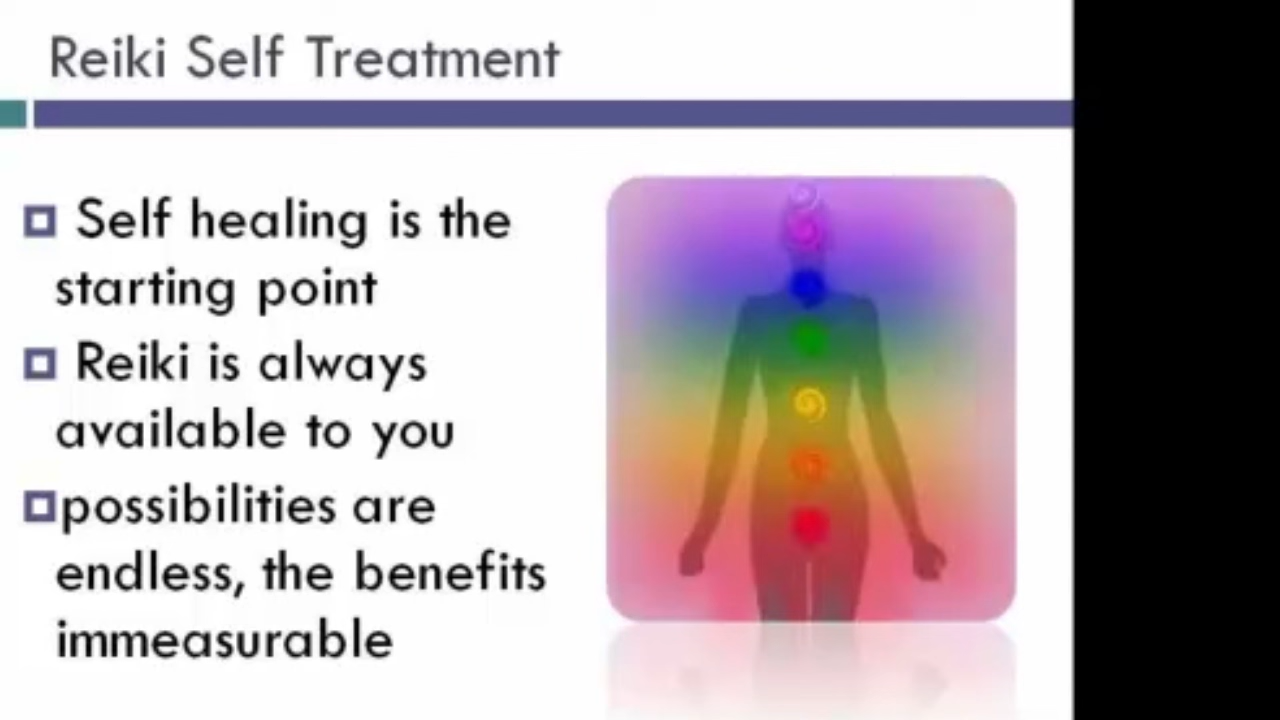 Reiki Self Treatment
Self healing is the
starting point
Reiki is always
available to you
possibilities are
endless, the benefits
immeasurable